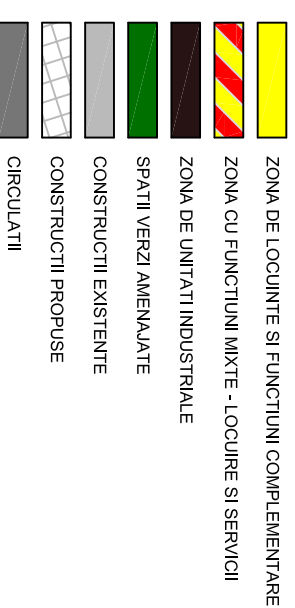 ZONA DE LOCUINTE SI FUNCTIUNI COMPLEMENTARE
ZONA CU FUNCTIUNI MIXTE - LOCUIRE SI SERVICII
ZONA DE UNITATI INDUSTRIALE
SPATII VERZI AMENAJATE
CONSTRUCTII EXISTENTE
CONSTRUCTII PROPUSE
CIRCULATII